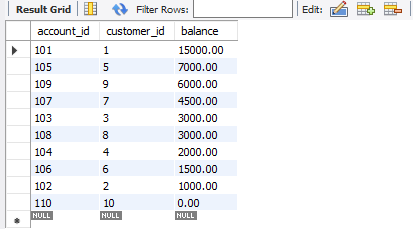 Result Grid Filter Rows: Edit:
account_id customer_id balance
101 1 15000.00
105 5 7000.00
109 9 6000.00
107 7 4500.00
103 3 3000.00
108 8 3000.00
104 4 2000.00
106 6 1500.00
102 2 1000.00
110 10 0.00
NULL NULL NULL